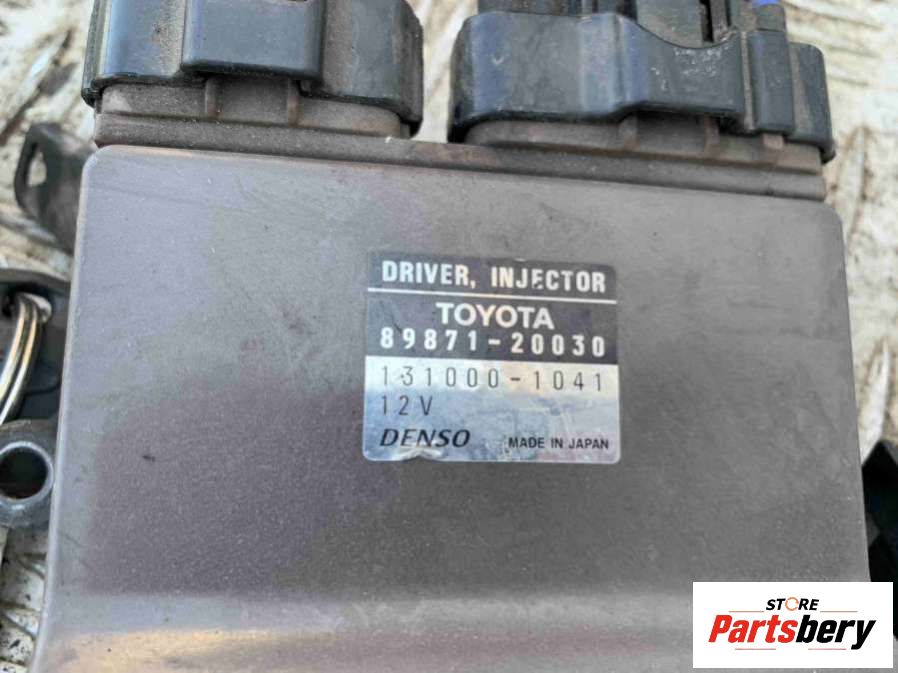 DRIVER, INJECTOR
TOYOTA
89871-20030
131000-1041
12V
DENSO MADE IN JAPAN
STORE
Partsbery